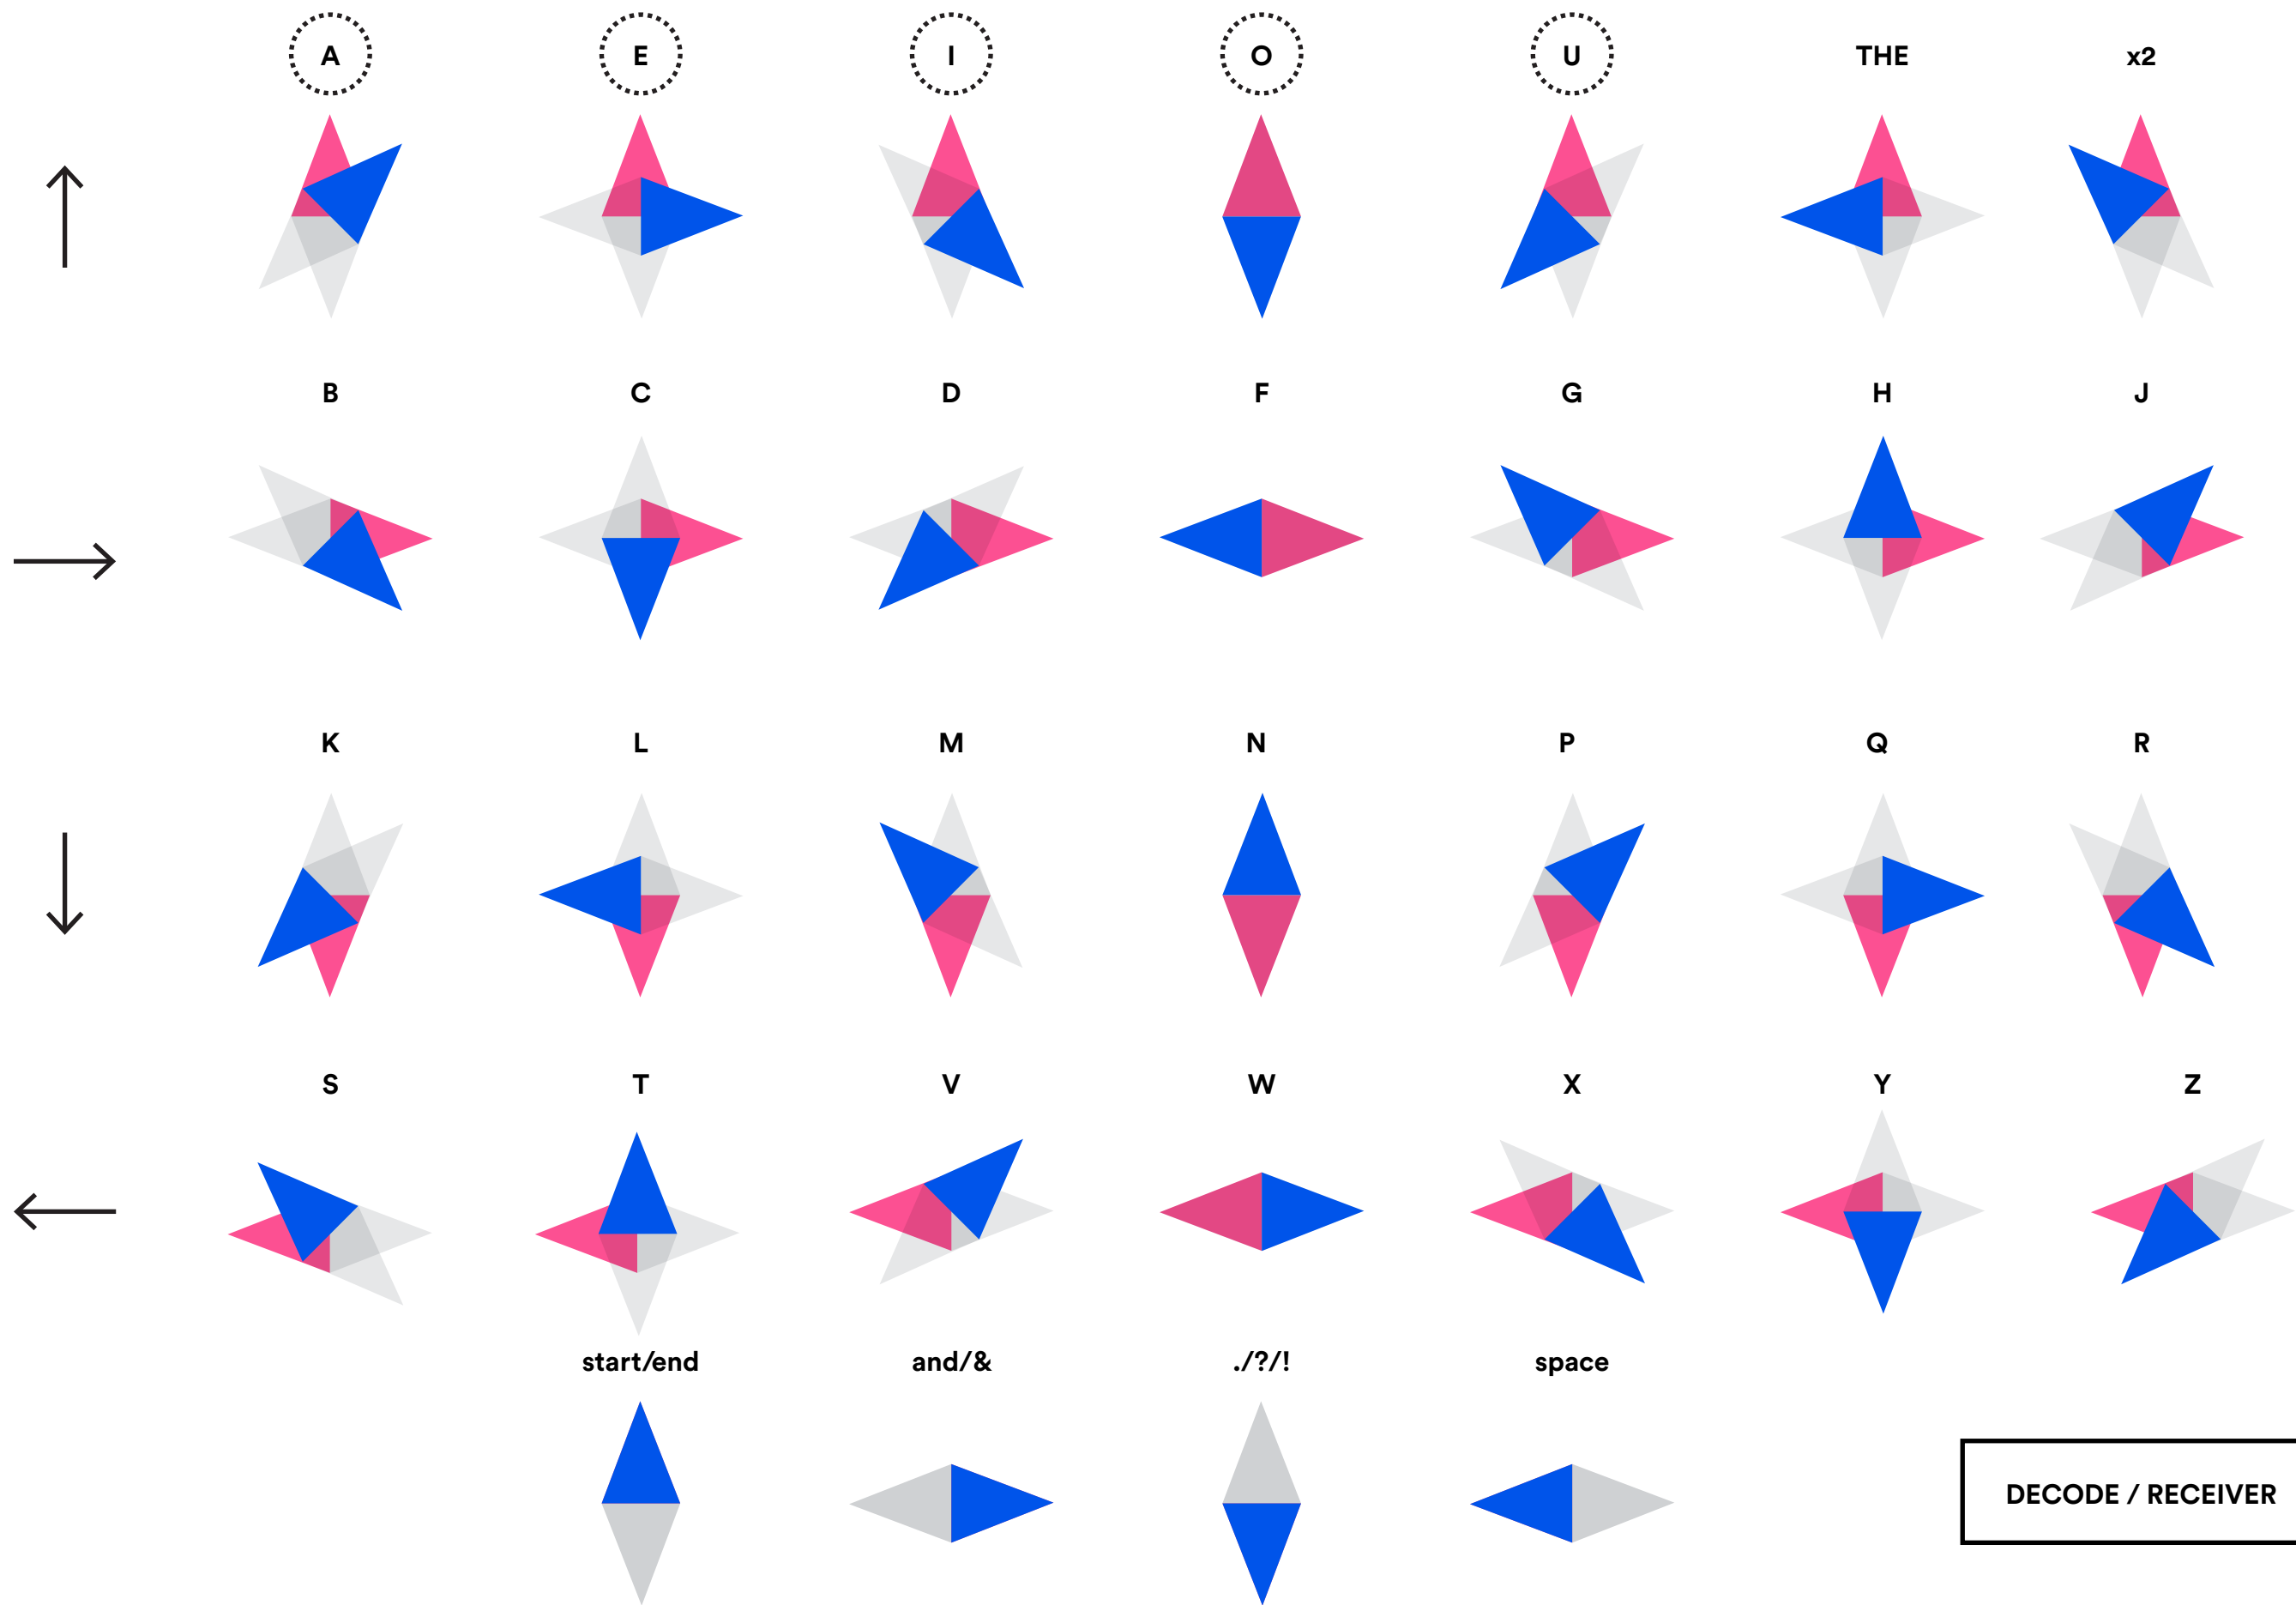 A E I O U THE x2
B C D F G H J
K L M N P Q R
S T V W X Y Z
start/end and/& ./?/! space
DECODE / RECEIVER